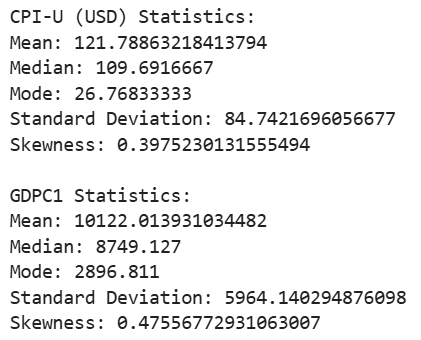 CPI-U (USD) Statistics:
Mean: 121.78863218413794
Median: 109.6916667
Mode: 26.76833333
Standard Deviation: 84.7421696056677
Skewness: 0.3975230131555494
GDPC1 Statistics:
Mean: 10122.013931034482
Median: 8749.127
Mode: 2896.811
Standard Deviation: 5964.140294876098
Skewness: 0.47556772931063007